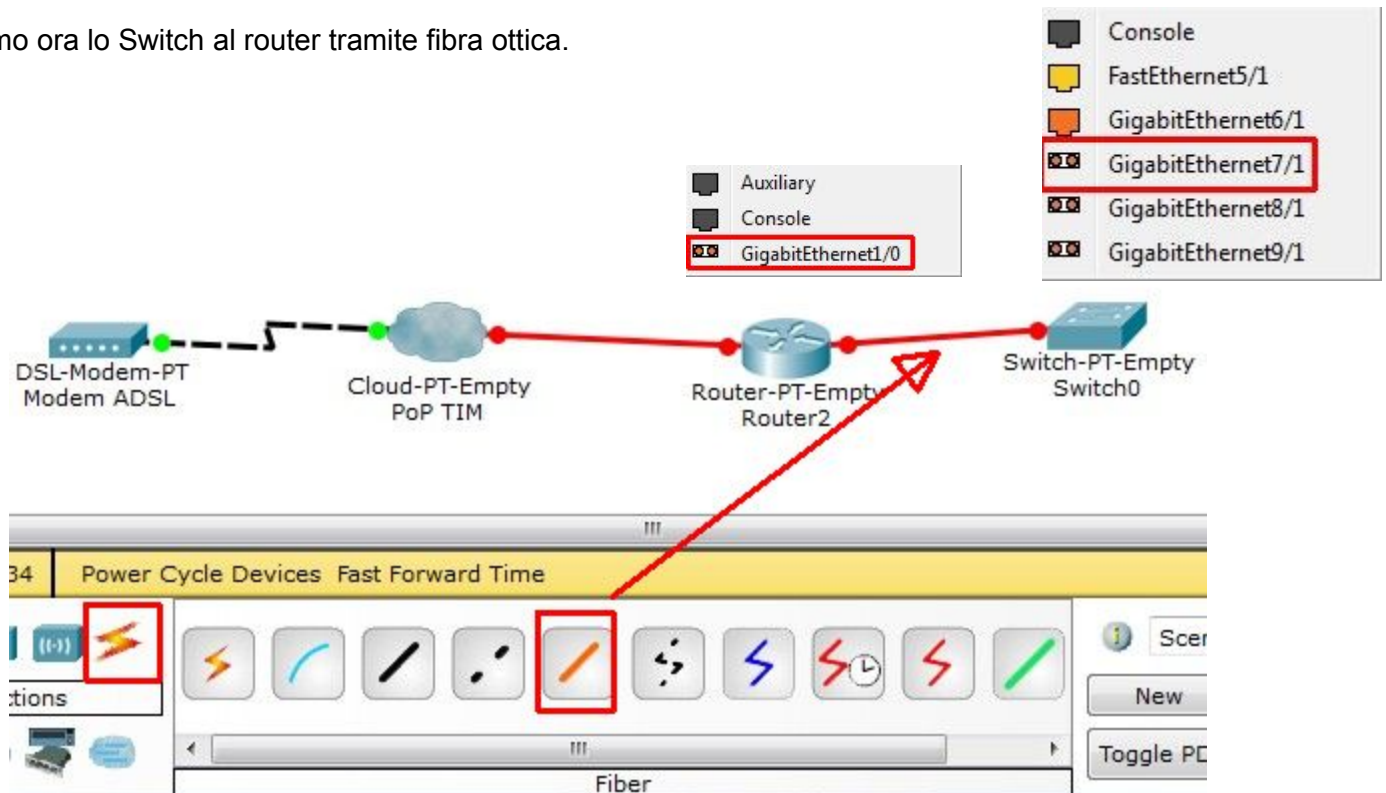 mo ora lo Switch al router tramite fibra ottica.
Console
FastEthernet5/1
GigabitEthernet6/1
GigabitEthernet7/1
GigabitEthernet8/1
GigabitEthernet9/1
Auxiliary
Console
GigabitEthernet1/0
DSL-Modem-PT
Modem ADSL
Cloud-PT-Empty
PoP TIM
Router-PT-Empty
Router2
Switch-PT-Empty
Switch0
34 Power Cycle Devices Fast Forward Time
Scer
New
ctions
Toggle PD
Fiber